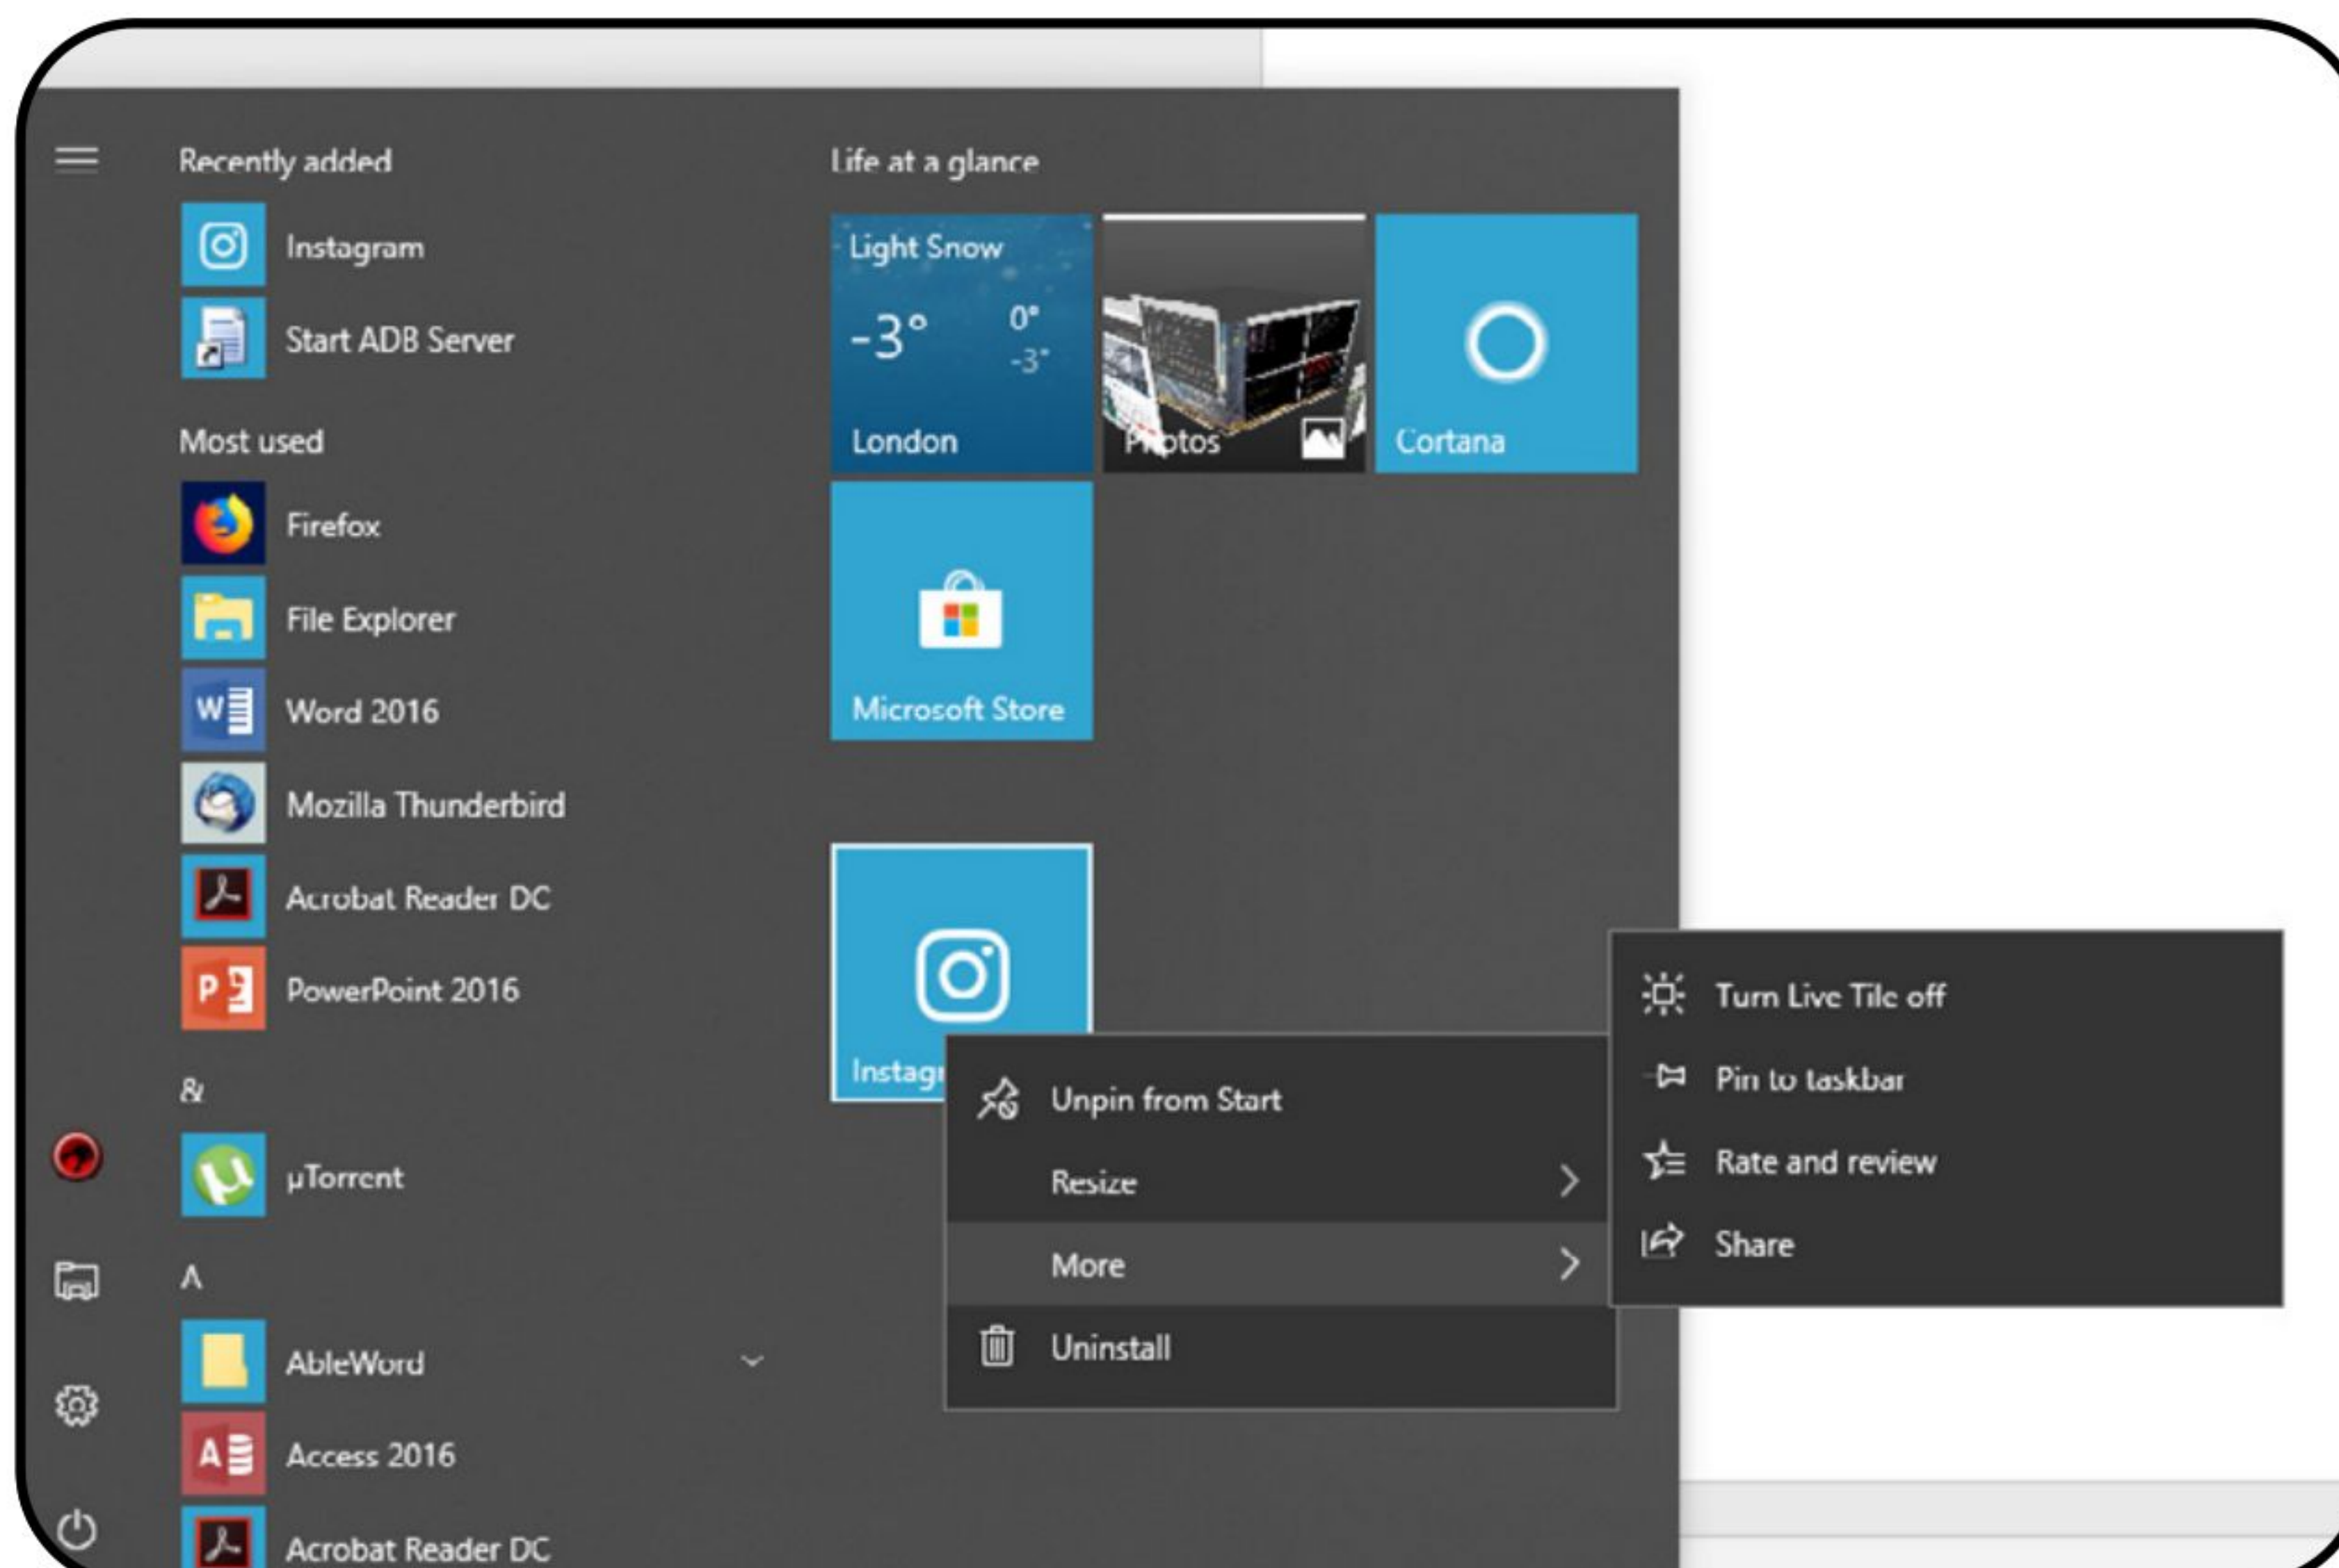 Recently added
Instagram
Start ADB Server
Most used
Firefox
File Explorer
Word 2016
Mozilla Thunderbird
Acrobat Reader DC
PowerPoint 2016
&
µTorrent
A
AbleWord
Access 2016
Acrobat Reader DC
Life at a glance
Light Snow
-3° 0°
-3°
London
Photos
Cortana
Microsoft Store
Instagr
Unpin from Start
Resize
More
Uninstall
Turn Live Tile off
Pin to taskbar
Rate and review
Share